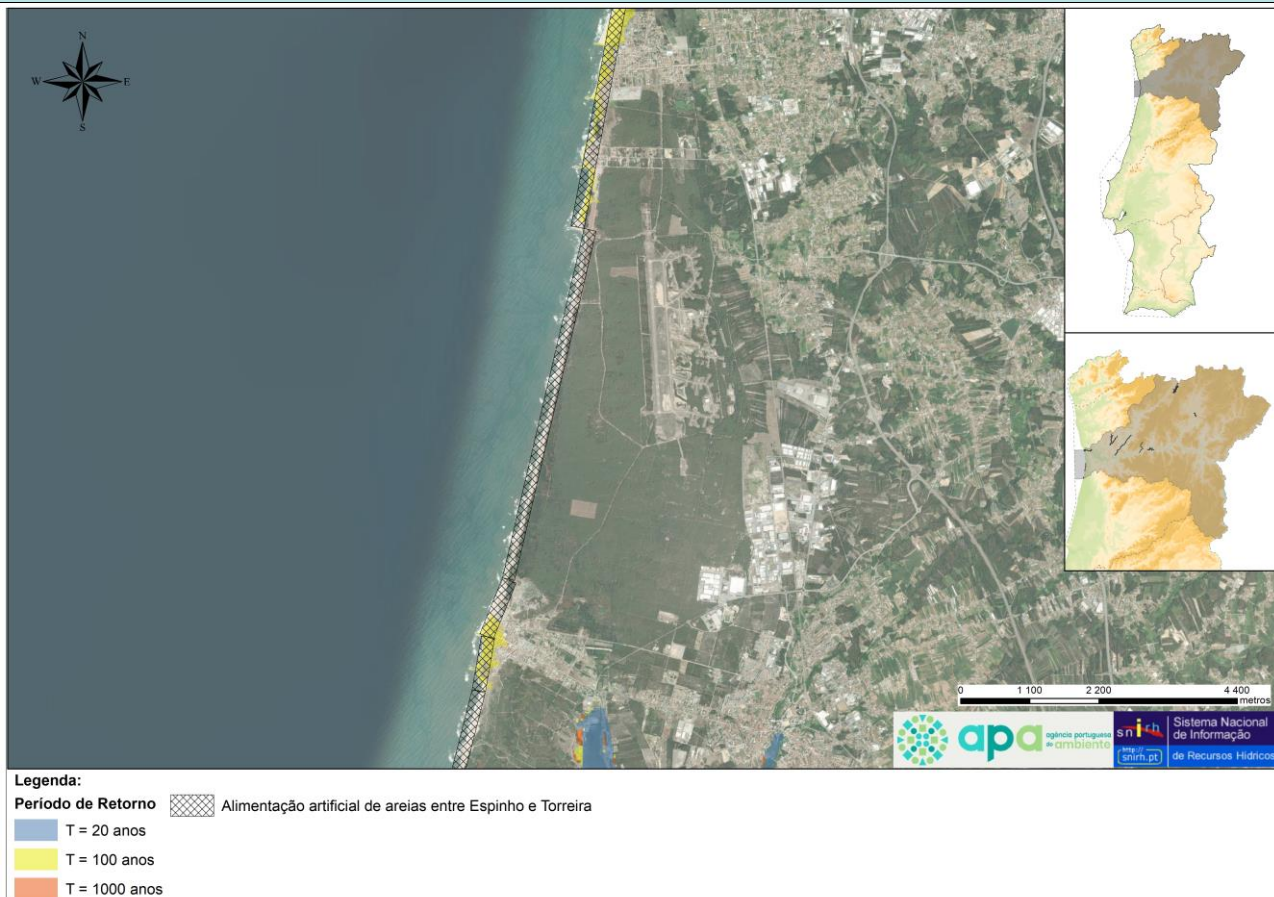 N
W E
S
0 1 100 2 200 4 400
metros
apa agência portuguesa
do ambiente
snirh
http://
snirh.pt
Sistema Nacional
de Informação
de Recursos Hídricos
Legenda:
Período de Retorno
Alimentação artificial de areias entre Espinho e Torreira
T = 20 anos
T = 100 anos
T = 1000 anos